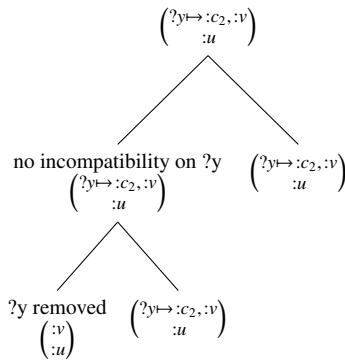 (?y↦:c₂,:v
:u)
no incompatibility on ?y
(?y↦:c₂,:v
:u)
(?y↦:c₂,:v
:u)
?y removed
(:v
:u)
(?y↦:c₂,:v
:u)